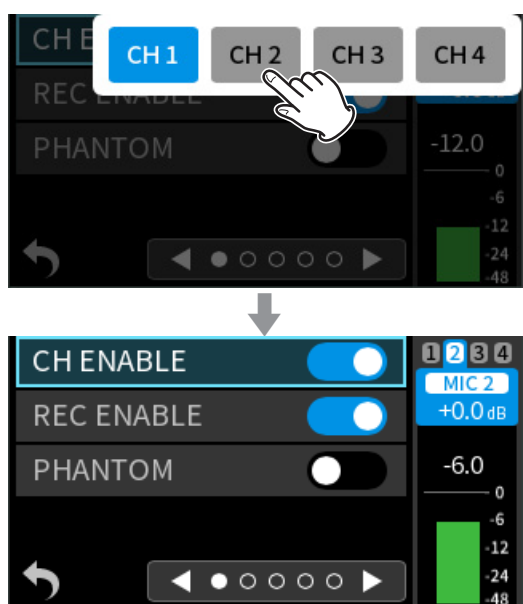 CH E
CH 1
CH 2
CH 3
CH 4
REC ENABLE
PHANTOM
-12.0
0
-6
-12
-24
-48
CH ENABLE
1 2 3 4
MIC 2
REC ENABLE
+0.0 dB
PHANTOM
-6.0
0
-6
-12
-24
-48